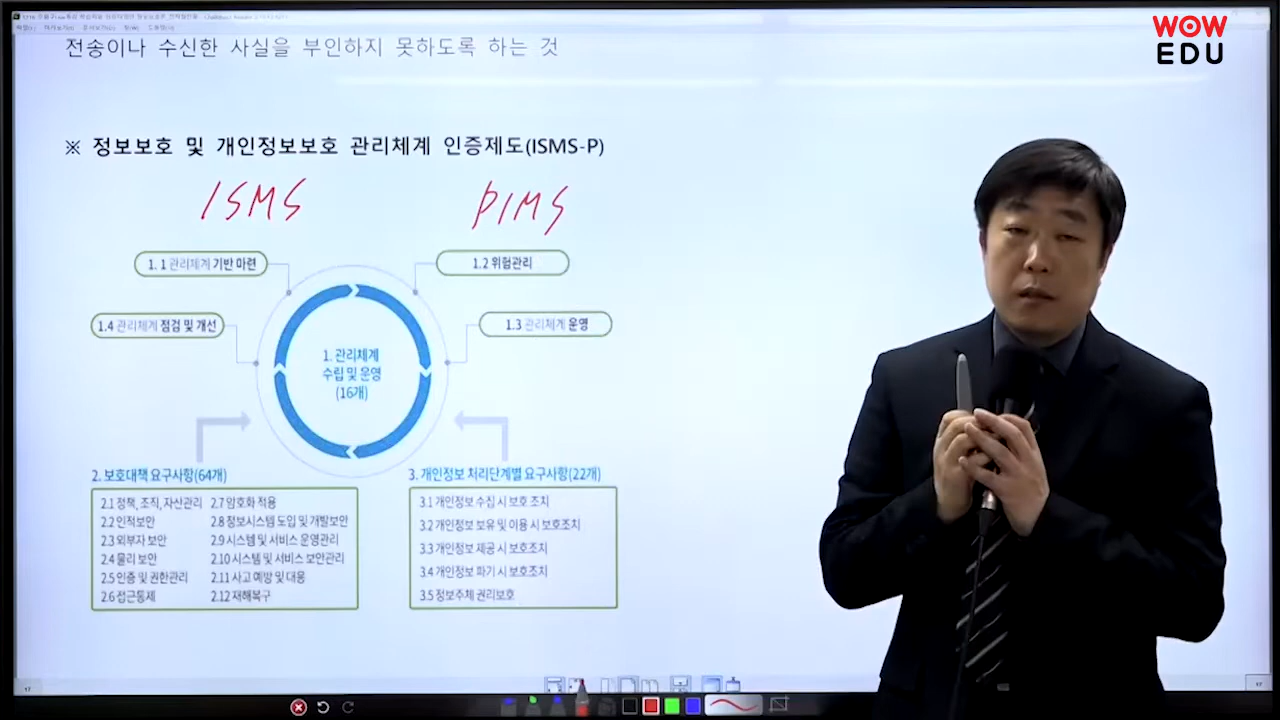 WOW
EDU
전송이나 수신한 사실을 부인하지 못하도록 하는 것
※ 정보보호 및 개인정보보호 관리체계 인증제도(ISMS-P)
ISMS PIMS
1. 1 관리체계 기반 마련
1.2 위험관리
1.4 관리체계 점검 및 개선
1.3 관리체계 운영
1. 관리체계
수립 및 운영
(16개)
2. 보호대책 요구사항(64개)
2.1 정책, 조직, 자산관리
2.2 인적보안
2.3 외부자 보안
2.4 물리 보안
2.5 인증 및 권한관리
2.6 접근통제
2.7 암호화 적용
2.8 정보시스템 도입 및 개발보안
2.9 시스템 및 서비스 운영관리
2.10 시스템 및 서비스 보안관리
2.11 사고 예방 및 대응
2.12 재해복구
3. 개인정보 처리단계별 요구사항(22개)
3.1 개인정보 수집 시 보호 조치
3.2 개인정보 보유 및 이용 시 보호조치
3.3 개인정보 제공 시 보호조치
3.4 개인정보 파기 시 보호조치
3.5 정보주체 권리보호
17
17